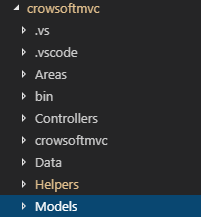 crowsoftmvc
.vs
.vscode
Areas
bin
Controllers
crowsoftmvc
Data
Helpers
Models